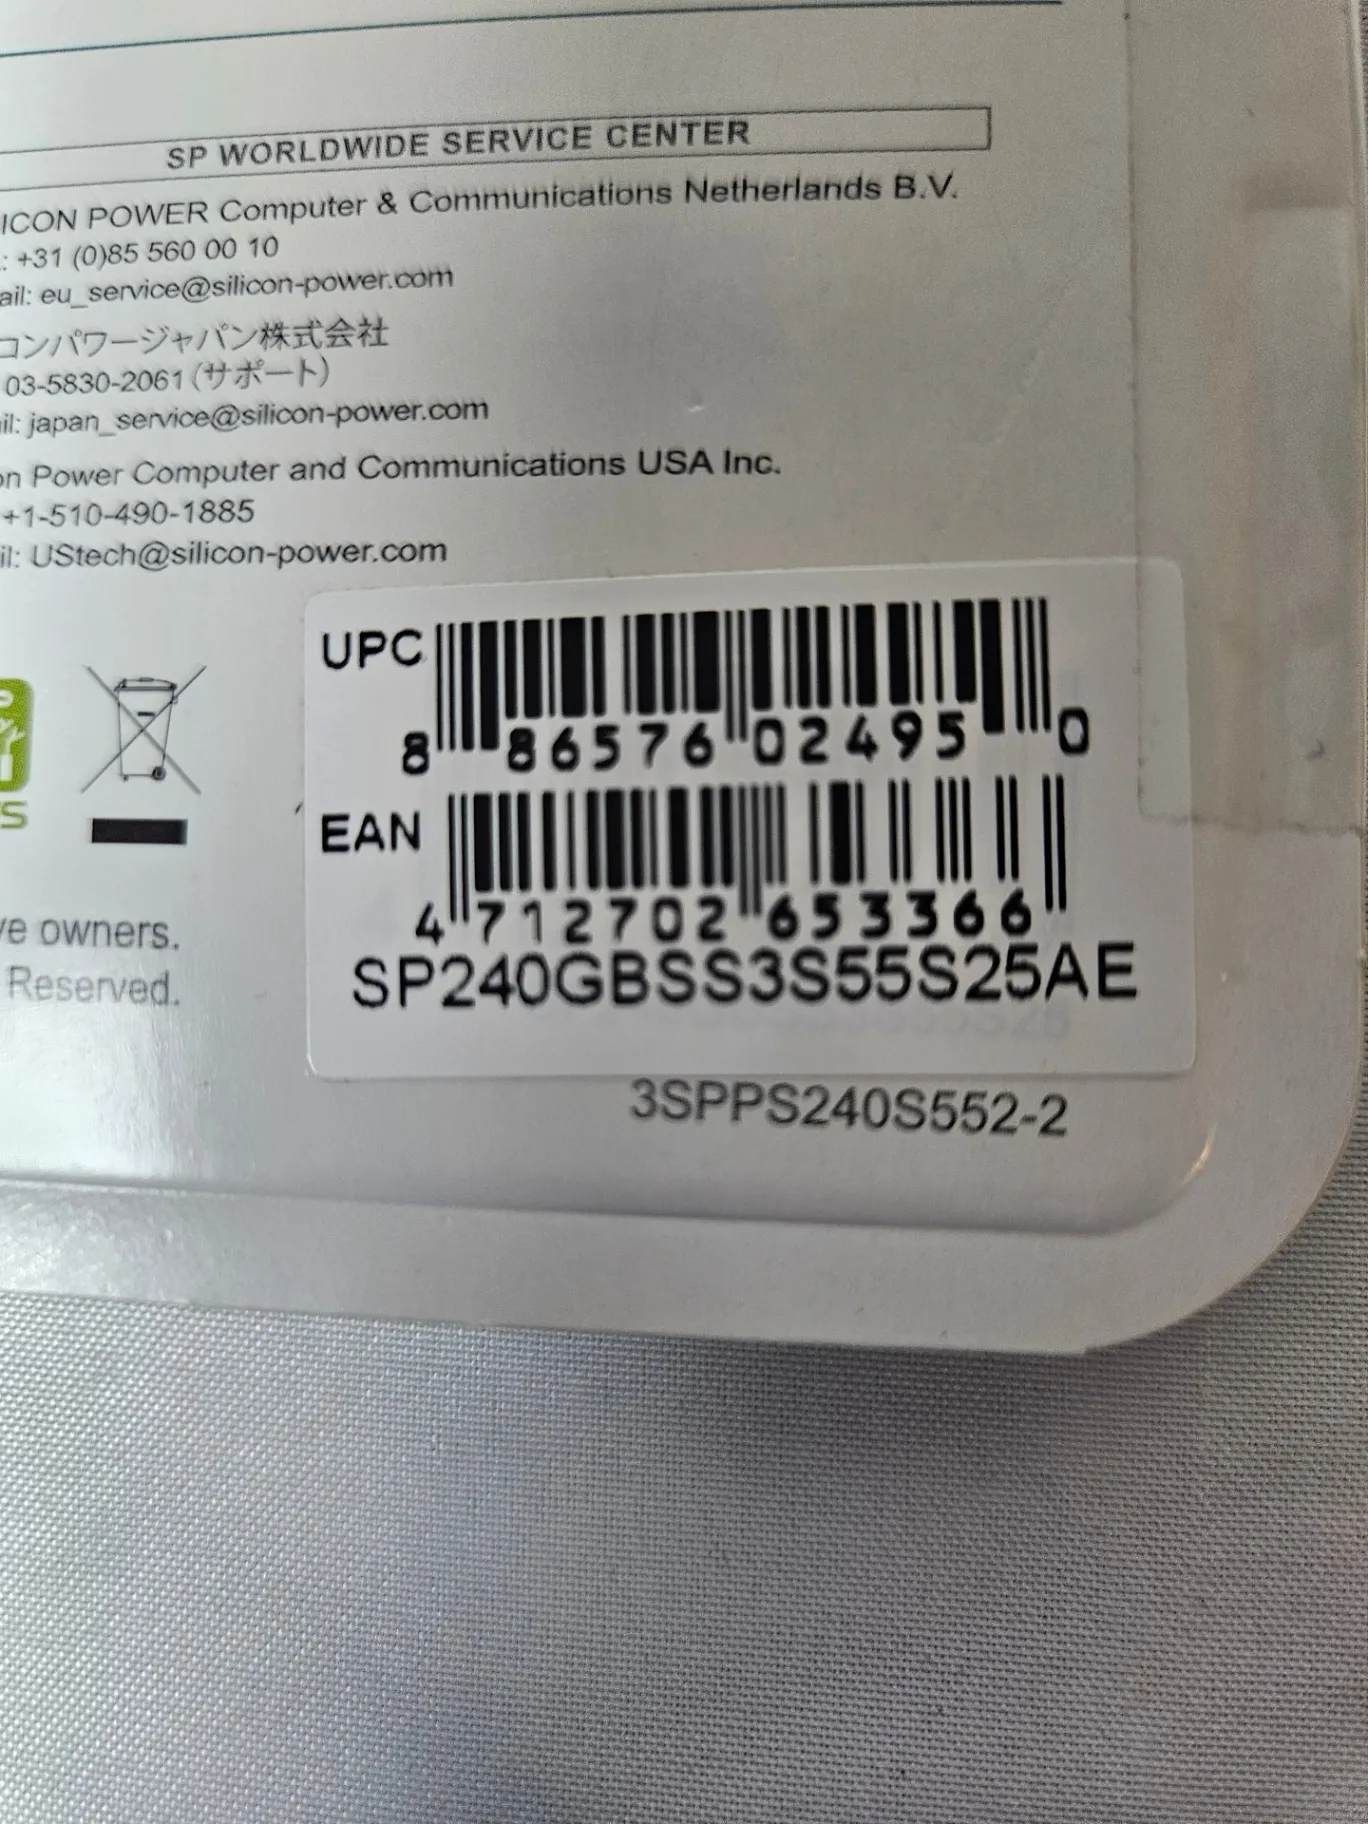 SP WORLDWIDE SERVICE CENTER
ICON POWER Computer & Communications Netherlands B.V.
.: +31 (0)85 560 00 10
ail: eu_service@silicon-power.com
コンパワージャパン株式会社
03-5830-2061(サポート)
il: japan_service@silicon-power.com
on Power Computer and Communications USA Inc.
+1-510-490-1885
il: UStech@silicon-power.com
UPC
8 86576 02495 0
EAN
4 712702 653366
SP240GBSS3S55S25AE
3SPPS240S552-2
ve owners.
Reserved.